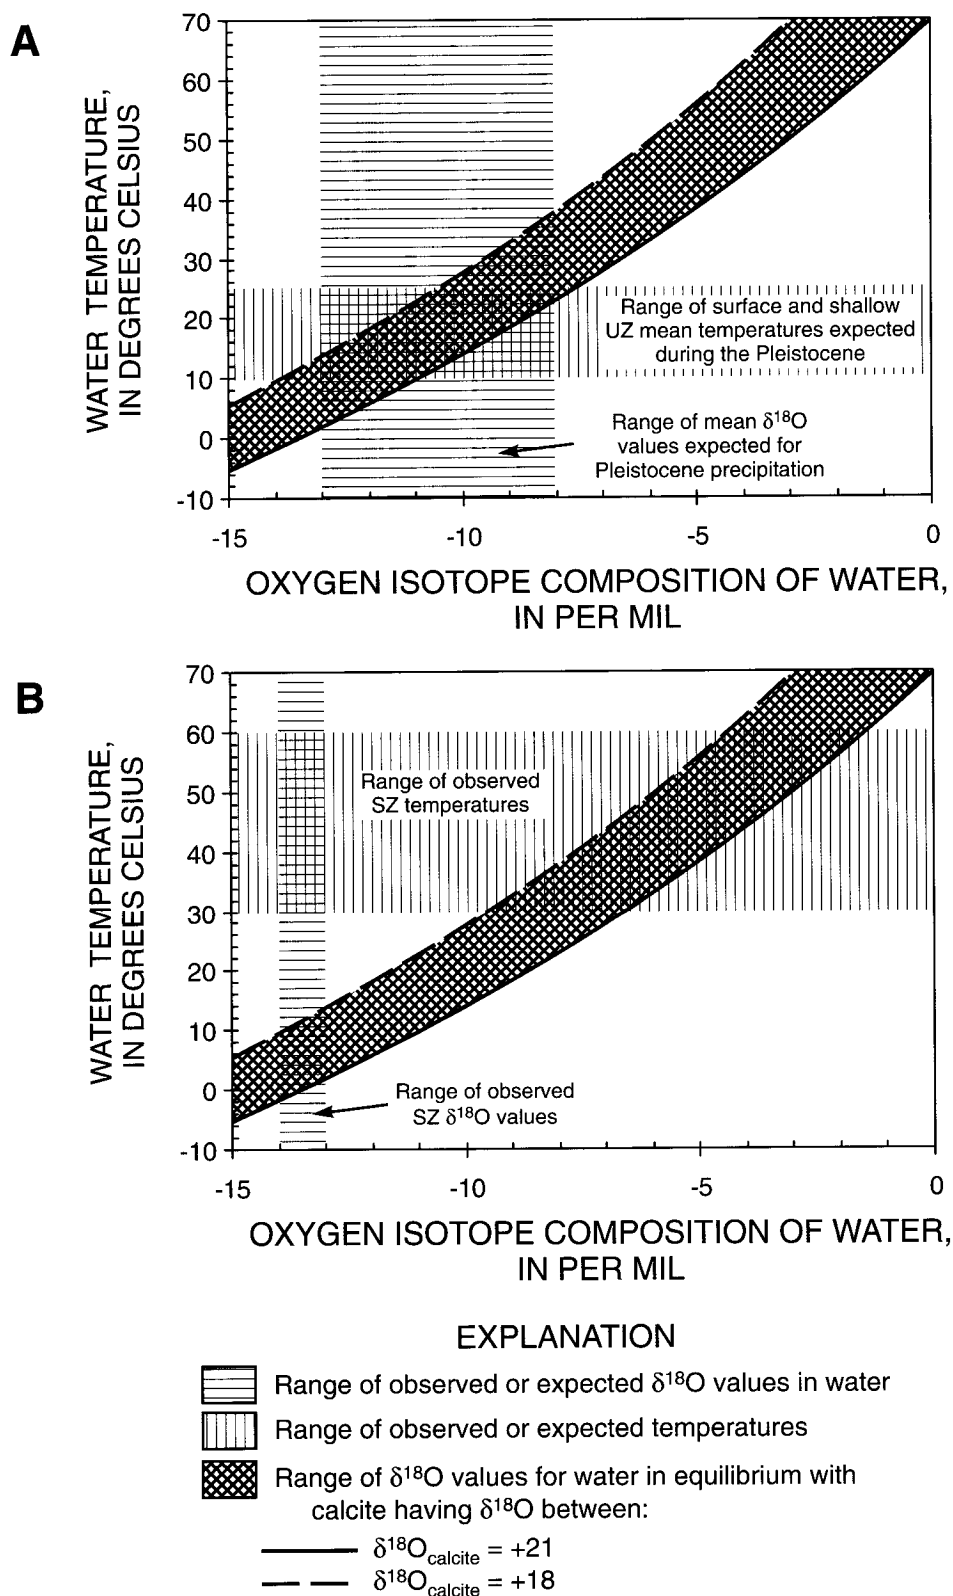 A
WATER TEMPERATURE,
IN DEGREES CELSIUS
70
60
50
40
30
20
10
0
-10
Range of surface and shallow
UZ mean temperatures expected
during the Pleistocene
Range of mean δ¹⁸O
values expected for
Pleistocene precipitation
-15
-10
-5
0
OXYGEN ISOTOPE COMPOSITION OF WATER,
IN PER MIL
B
WATER TEMPERATURE,
IN DEGREES CELSIUS
70
60
50
40
30
20
10
0
-10
Range of observed
SZ temperatures
Range of observed
SZ δ¹⁸O values
-15
-10
-5
0
OXYGEN ISOTOPE COMPOSITION OF WATER,
IN PER MIL
EXPLANATION
Range of observed or expected δ¹⁸O values in water
Range of observed or expected temperatures
Range of δ¹⁸O values for water in equilibrium with
calcite having δ¹⁸O between:
δ¹⁸Ocalcite = +21
δ¹⁸Ocalcite = +18